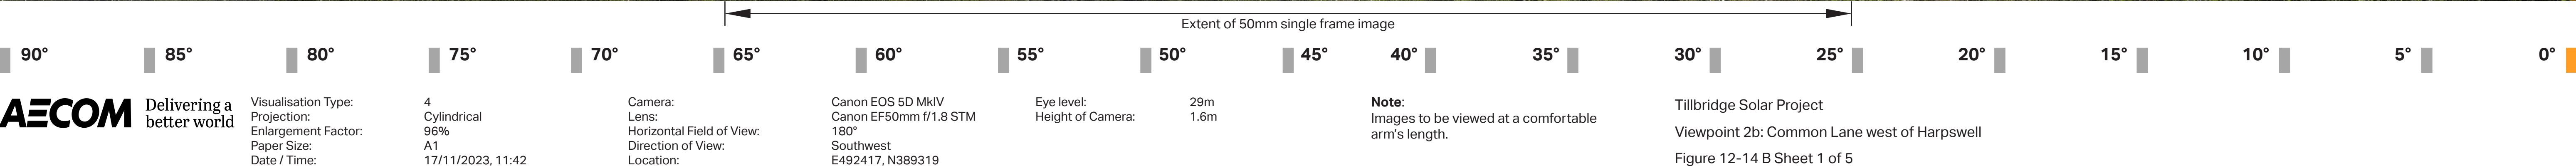 Extent of 50mm single frame image
90° 85° 80° 75° 70° 65° 60° 55° 50° 45° 40° 35° 30° 25° 20° 15° 10° 5° 0°
AECOM
Delivering a
better world
Visualisation Type: 4
Projection: Cylindrical
Enlargement Factor: 96%
Paper Size: A1
Date / Time: 17/11/2023, 11:42
Camera: Canon EOS 5D MkIV
Lens: Canon EF50mm f/1.8 STM
Horizontal Field of View: 180°
Direction of View: Southwest
Location: E492417, N389319
Eye level: 29m
Height of Camera: 1.6m
Note:
Images to be viewed at a comfortable
arm's length.
Tillbridge Solar Project
Viewpoint 2b: Common Lane west of Harpswell
Figure 12-14 B Sheet 1 of 5